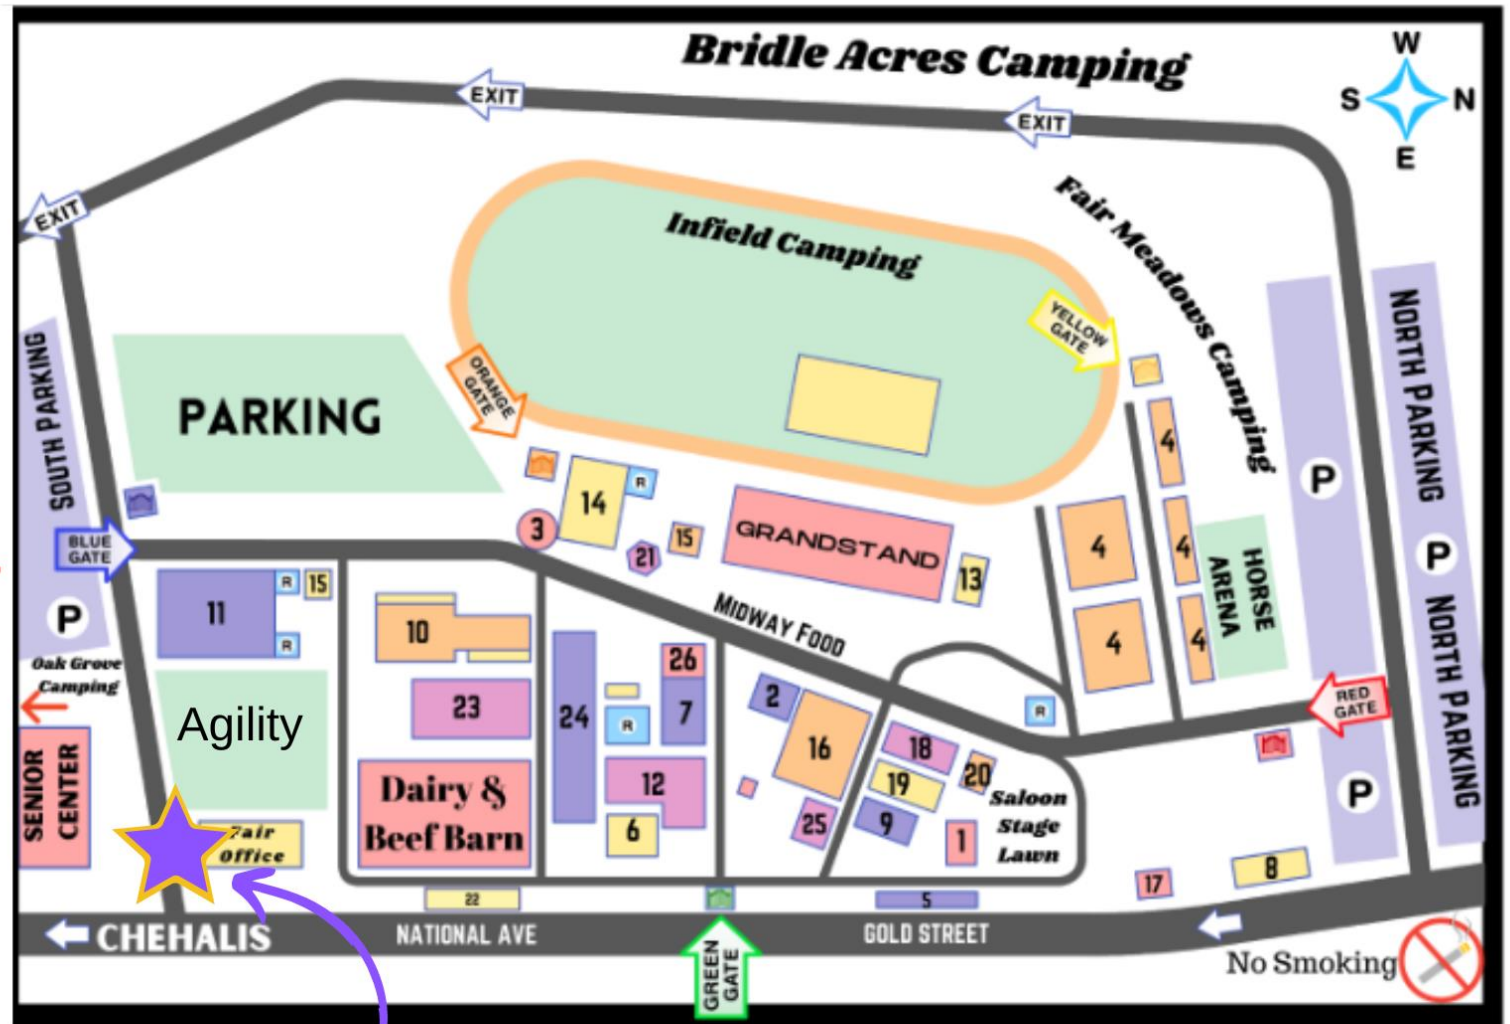 Bridle Acres Camping
W
S
N
E
EXIT
EXIT
EXIT
Infield Camping
Fair Meadows Camping
YELLOW
GATE
ORANGE
GATE
PARKING
SOUTH PARKING
NORTH PARKING
P
P
NORTH PARKING
NORTH PARKING
4
4
4
4
4
HORSE
ARENA
14
R
3
21
15
GRANDSTAND
13
BLUE
GATE
P
Oak Grove
Camping
SENIOR
CENTER
11
R
15
R
Agility
Fair
Office
10
23
Dairy &
Beef Barn
24
R
26
7
12
6
MIDWAY FOOD
2
16
25
18
19
9
20
1
Saloon
Stage
Lawn
R
RED
GATE
P
17
8
22
5
CHEHALIS
NATIONAL AVE
GOLD STREET
GREEN
GATE
No Smoking